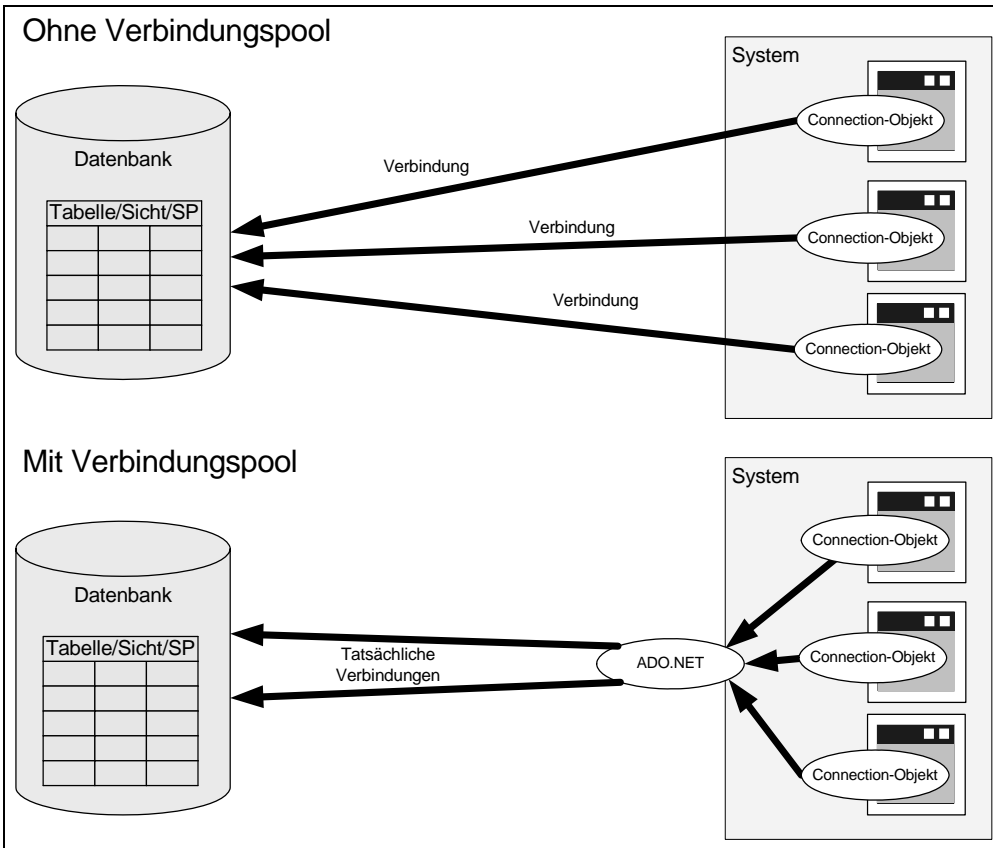 Ohne Verbindungspool
System
Connection-Objekt
Datenbank
Verbindung
Tabelle/Sicht/SP
Verbindung
Connection-Objekt
Verbindung
Connection-Objekt
Mit Verbindungspool
System
Connection-Objekt
Datenbank
Tabelle/Sicht/SP
Tatsächliche
Verbindungen
ADO.NET
Connection-Objekt
Connection-Objekt